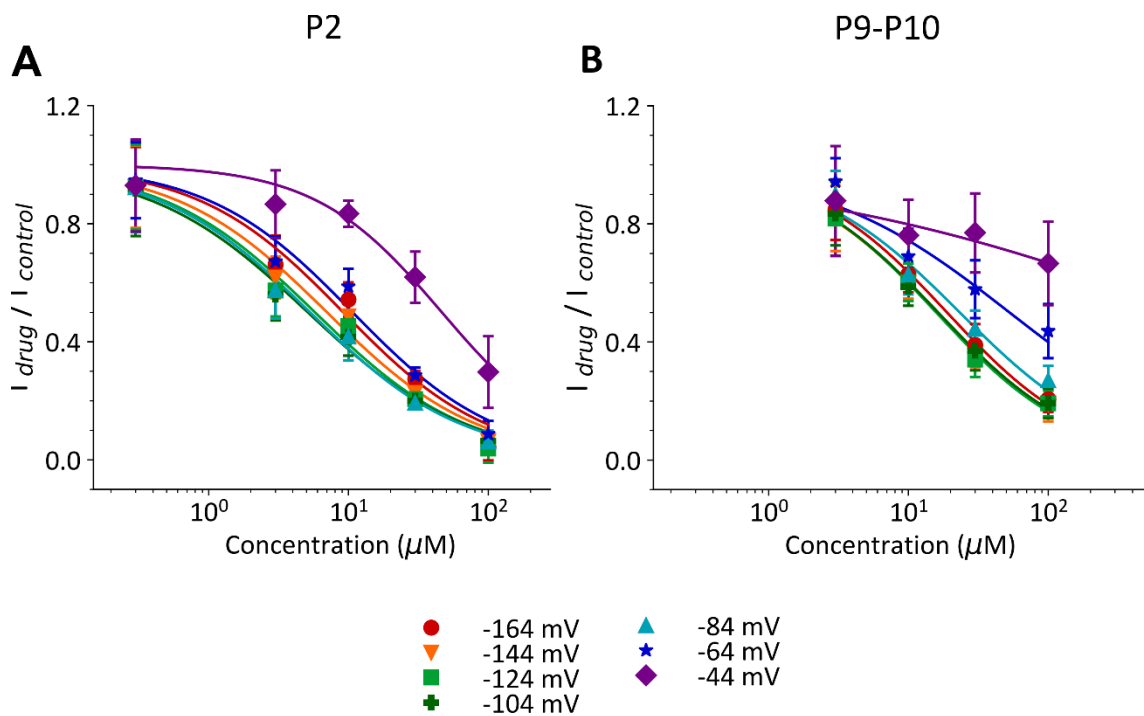 P2
P9-P10
A
B
I drug / I control
1.2
0.8
0.4
0.0
10⁰
10¹
10²
Concentration (μM)
I drug / I control
1.2
0.8
0.4
0.0
10⁰
10¹
10²
Concentration (μM)
-164 mV
-144 mV
-124 mV
-104 mV
-84 mV
-64 mV
-44 mV